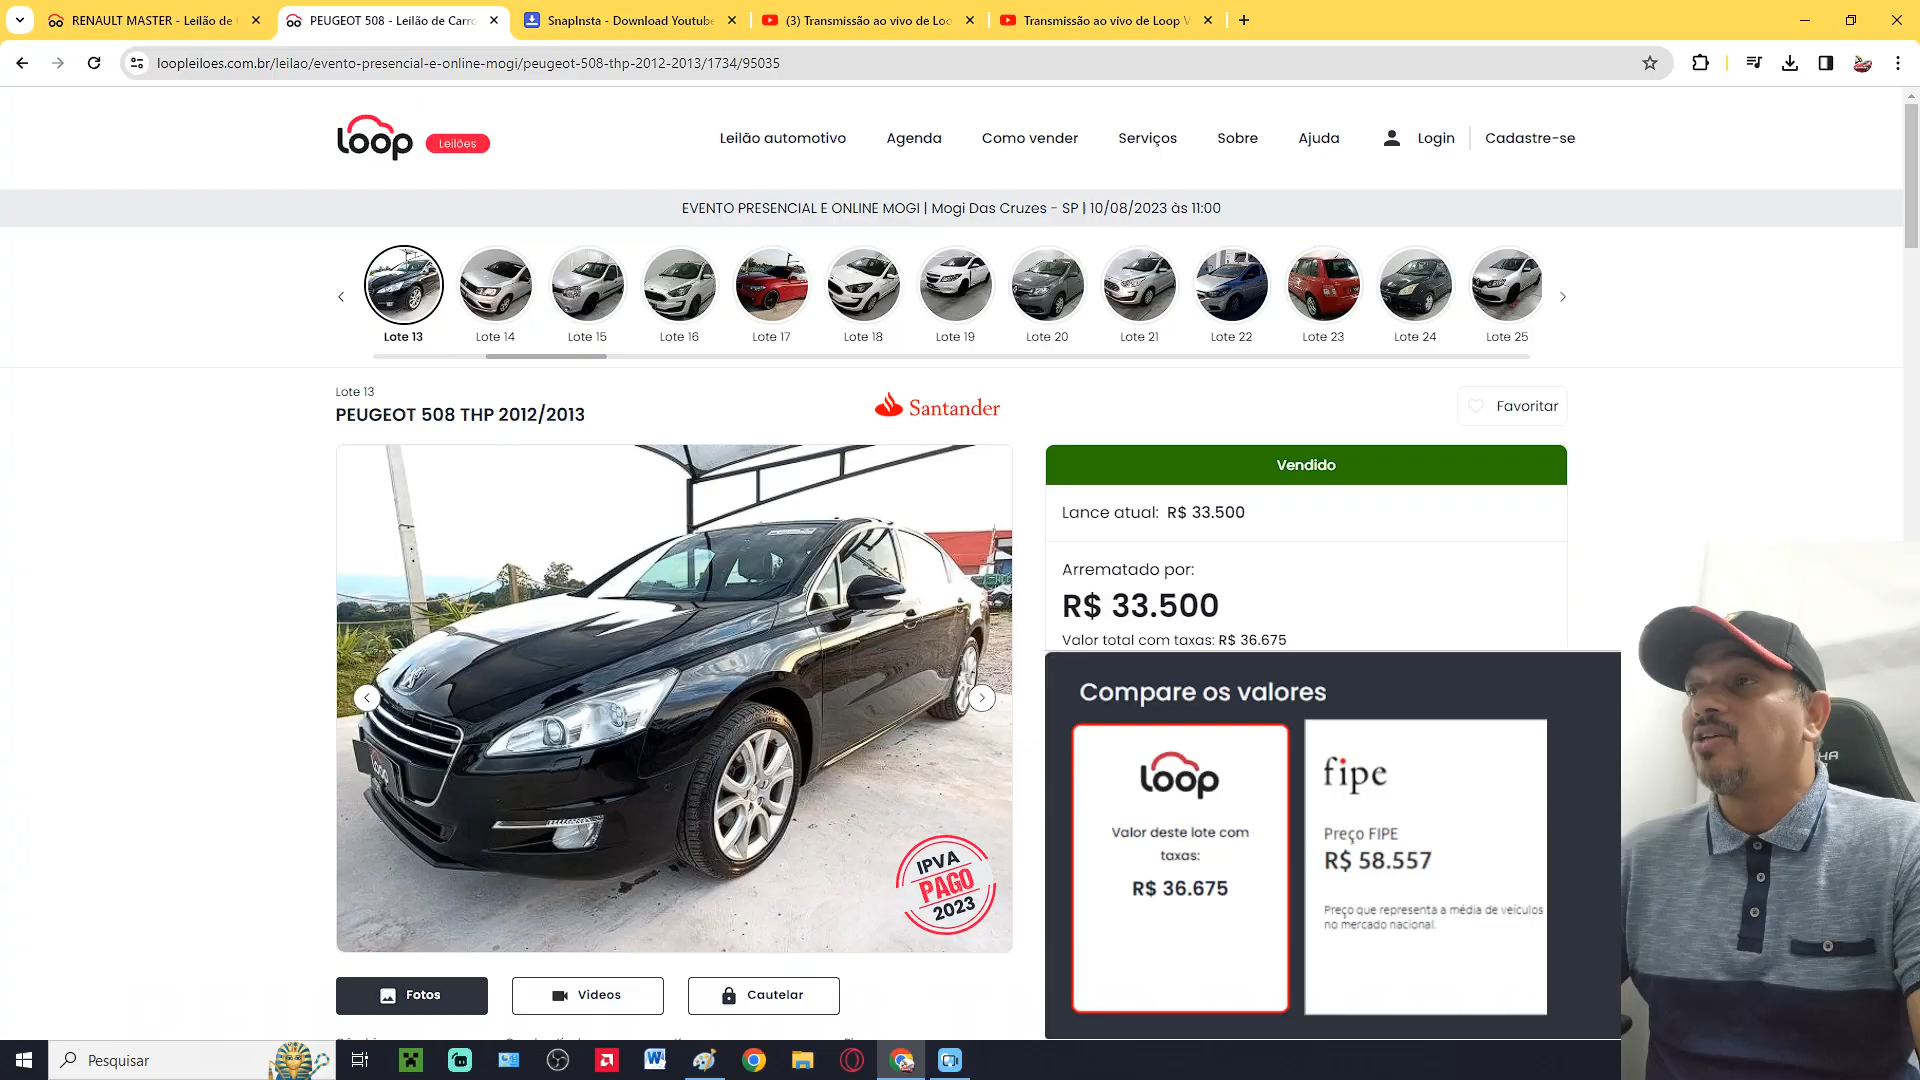 RENAULT MASTER - Leilão de
PEUGEOT 508 - Leilão de Carro
SnapInsta - Download Youtube
(3) Transmissão ao vivo de Loo
Transmissão ao vivo de Loop V
loopleiloes.com.br/leilao/evento-presencial-e-online-mogi/peugeot-508-thp-2012-2013/1734/95035
loop Leilões
Leilão automotivo Agenda Como vender Serviços Sobre Ajuda Login Cadastre-se
EVENTO PRESENCIAL E ONLINE MOGI | Mogi Das Cruzes - SP | 10/08/2023 às 11:00
Lote 13 Lote 14 Lote 15 Lote 16 Lote 17 Lote 18 Lote 19 Lote 20 Lote 21 Lote 22 Lote 23 Lote 24 Lote 25
Lote 13
PEUGEOT 508 THP 2012/2013
Santander
Favoritar
Vendido
Lance atual: R$ 33.500
Arrematado por:
R$ 33.500
Valor total com taxas: R$ 36.675
loop
IPVA
PAGO
2023
Compare os valores
loop
Valor deste lote com
taxas:
R$ 36.675
fipe
Preço FIPE
R$ 58.557
Preço que representa a média de veículos
no mercado nacional.
Fotos
Videos
Cautelar
Pesquisar